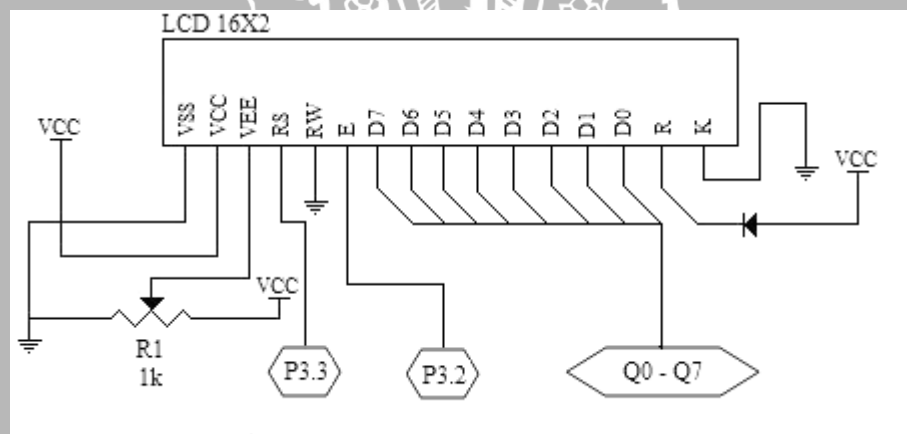 LCD 16X2
VSS VCC VEE RS RW E D7 D6 D5 D4 D3 D2 D1 D0 R K
VCC
VCC
VCC
R1
1k
P3.3
P3.2
Q0 - Q7